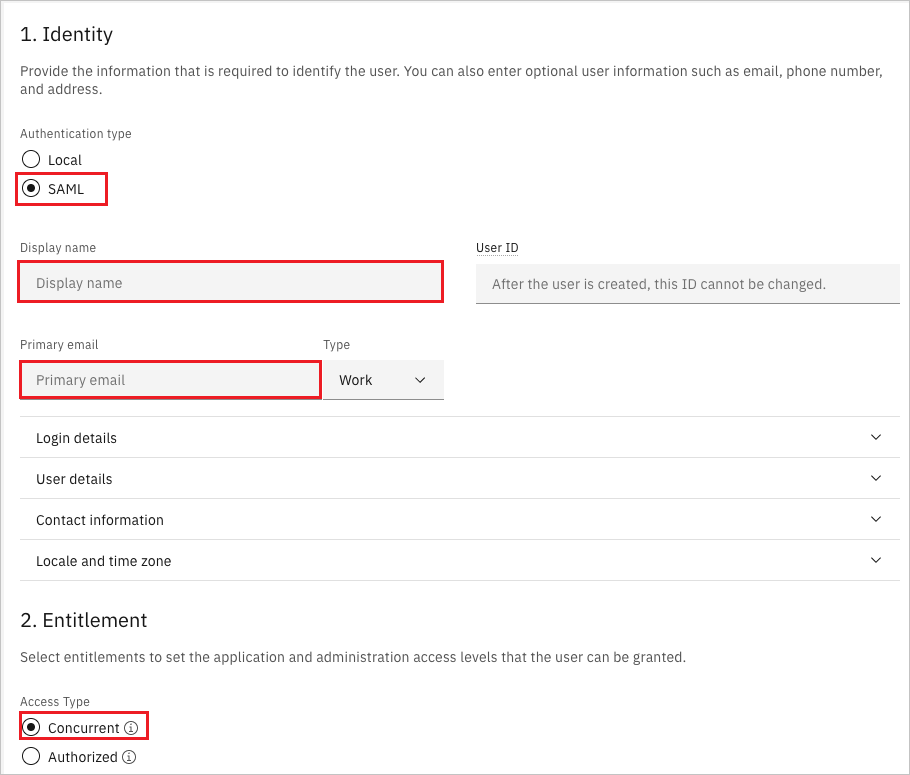 1. Identity
Provide the information that is required to identify the user. You can also enter optional user information such as email, phone number,
and address.
Authentication type
Local
SAML
Display name
User ID
Display name
After the user is created, this ID cannot be changed.
Primary email
Type
Primary email
Work
Login details
User details
Contact information
Locale and time zone
2. Entitlement
Select entitlements to set the application and administration access levels that the user can be granted.
Access Type
Concurrent
Authorized